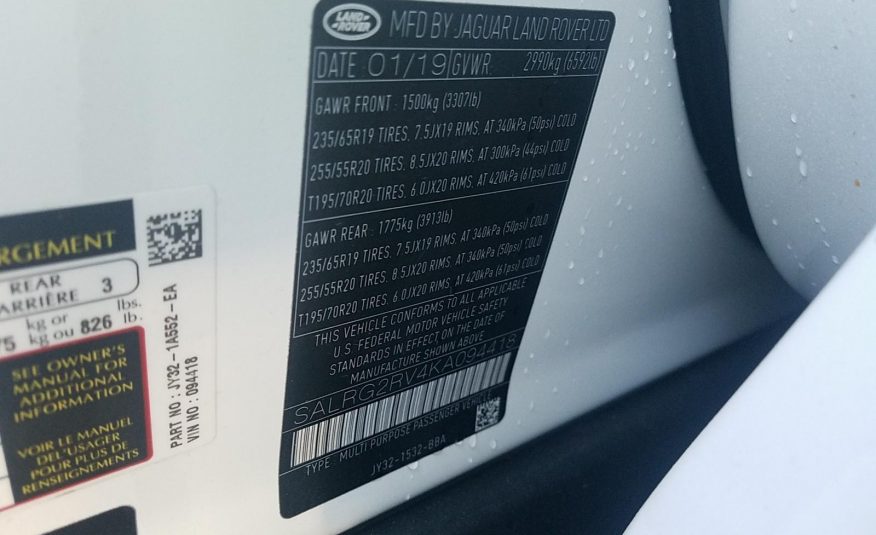 LAND ROVER
MFD BY JAGUAR LAND ROVER LTD
DATE 01/19 GVWR. 2990kg (6592lb)
GAWR FRONT : 1500kg (3307lb)
235/65R19 TIRES, 7.5JX19 RIMS, AT 340kPa (50psi) COLD
255/55R20 TIRES, 8.5JX20 RIMS, AT 300kPa (44psi) COLD
T195/70R20 TIRES, 6.0JX20 RIMS, AT 420kPa (61psi) COLD
GAWR REAR : 1775kg (3913lb)
235/65R19 TIRES, 7.5JX19 RIMS, AT 340kPa (50psi) COLD
255/55R20 TIRES, 8.5JX20 RIMS, AT 340kPa (50psi) COLD
T195/70R20 TIRES, 6.0JX20 RIMS, AT 420kPa (61psi) COLD
THIS VEHICLE CONFORMS TO ALL APPLICABLE
U.S. FEDERAL MOTOR VEHICLE SAFETY
STANDARDS IN EFFECT ON THE DATE OF
MANUFACTURE SHOWN ABOVE
SALRG2RV4KA094418
TYPE : MULTI PURPOSE PASSENGER VEHICLE
JY32-1532-BBA
RGEMENT
REAR 3
ARRIÈRE
75 kg or 826 lbs.
kg ou lb.
SEE OWNER'S
MANUAL FOR
ADDITIONAL
INFORMATION
VOIR LE MANUEL
DEL'USAGER
POUR PLUS DE
RENSEIGNEMENTS
PART NO : JY32-1A552-EA
VIN NO : 094418